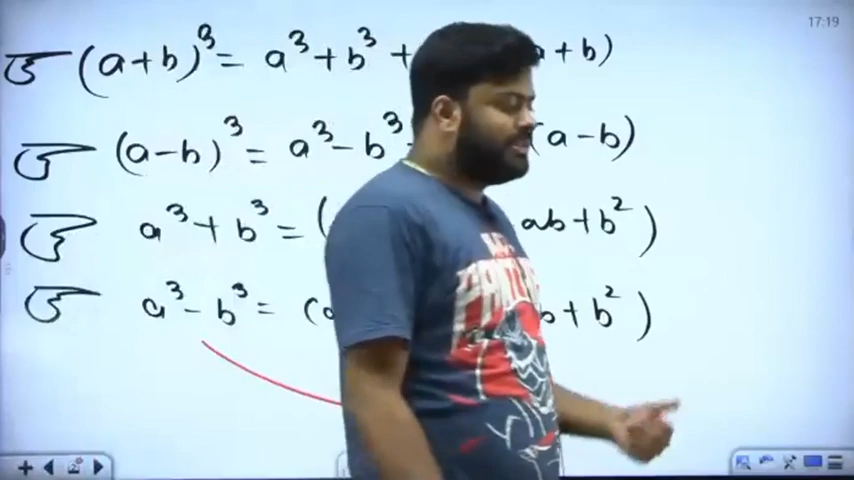 17:19
(a+b)³ = a³+b³+ a+b)
(a-b)³ = a³-b³ (a-b)
a³+b³ = ( ab+b²)
a³-b³ = (a b+b²)